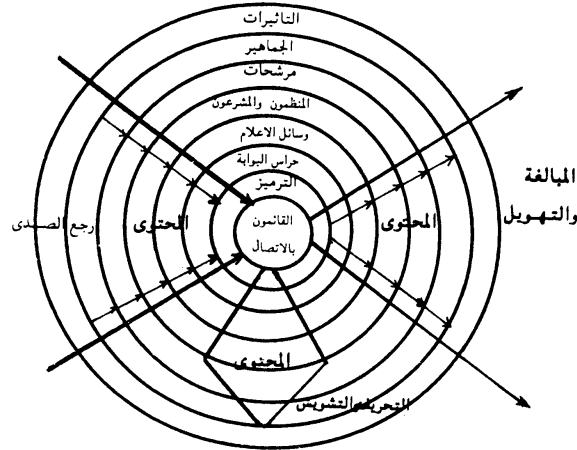 التاثيرات
الجماهير
مرشحات
المنظمون والمشرعون
وسائل الاعلام
حراس البوابة
الترميز
القائمون
بالاتصال
المبالغة
والتهويل
المحتوى
المحتوى
رجع الصدى
المحتوى
التحريف والتشويش